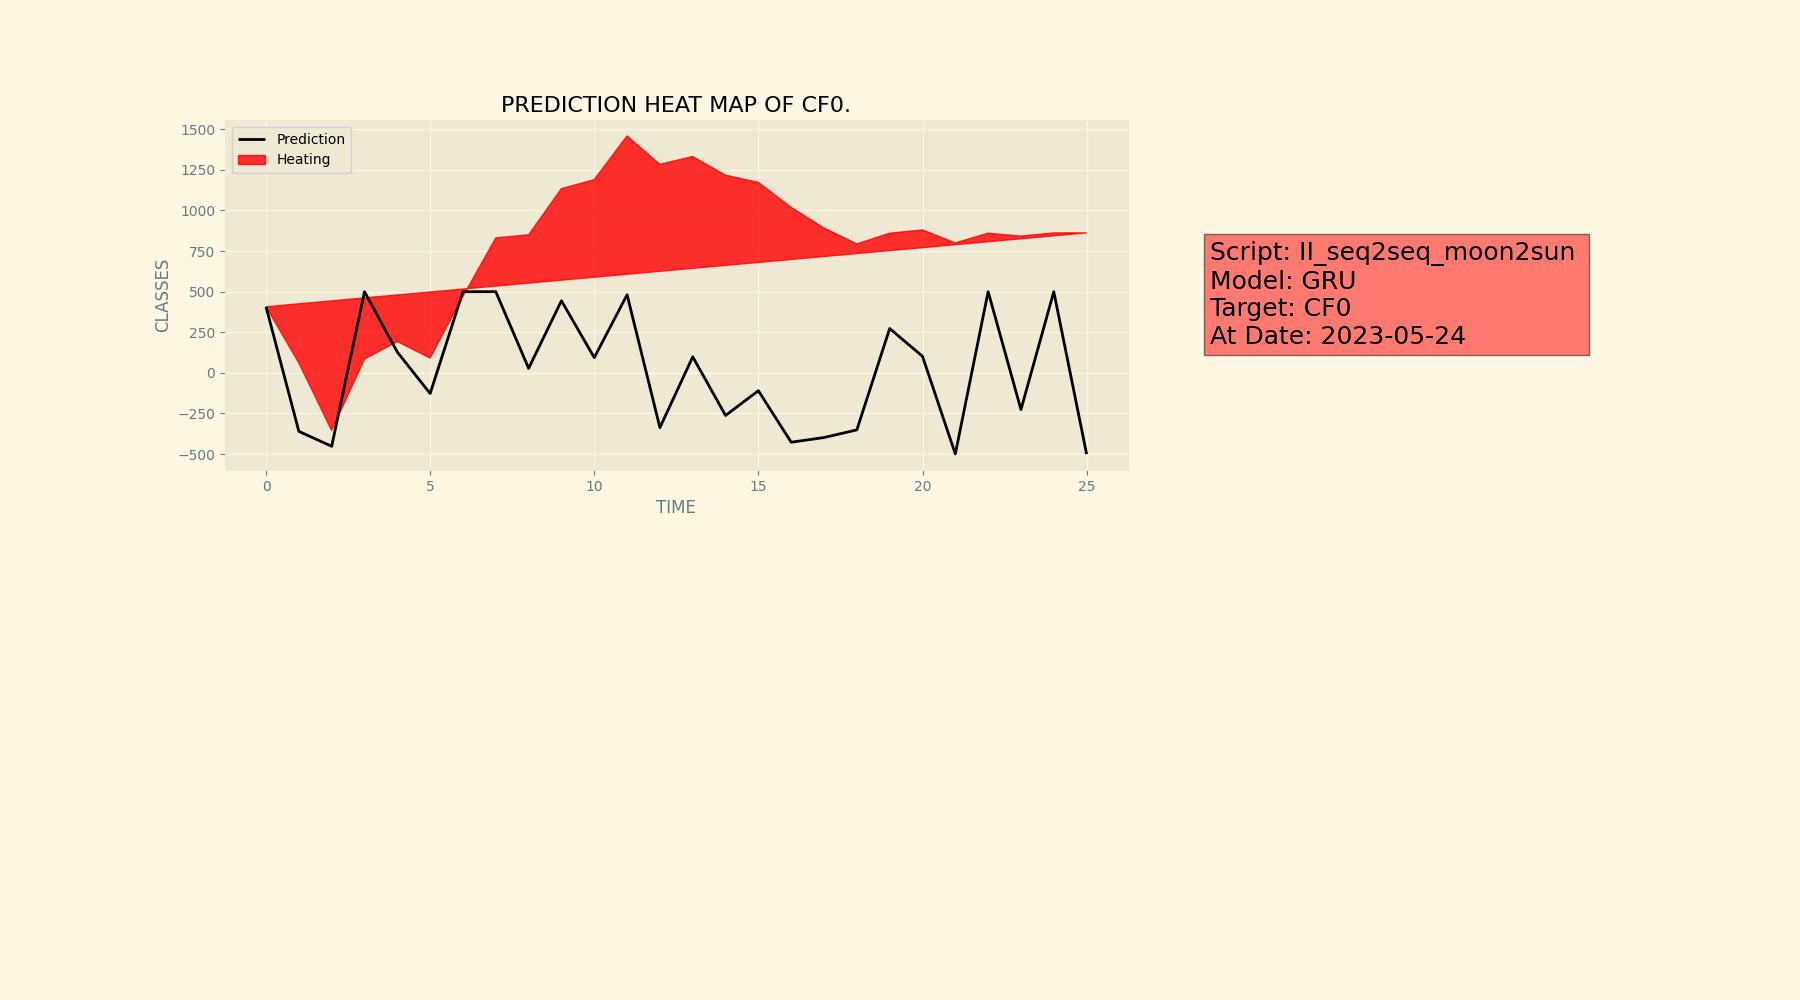 PREDICTION HEAT MAP OF CF0.
Prediction
Heating
1500
1250
1000
750
500
250
0
−250
−500
CLASSES
0 5 10 15 20 25
TIME
Script: II_seq2seq_moon2sun
Model: GRU
Target: CF0
At Date: 2023-05-24